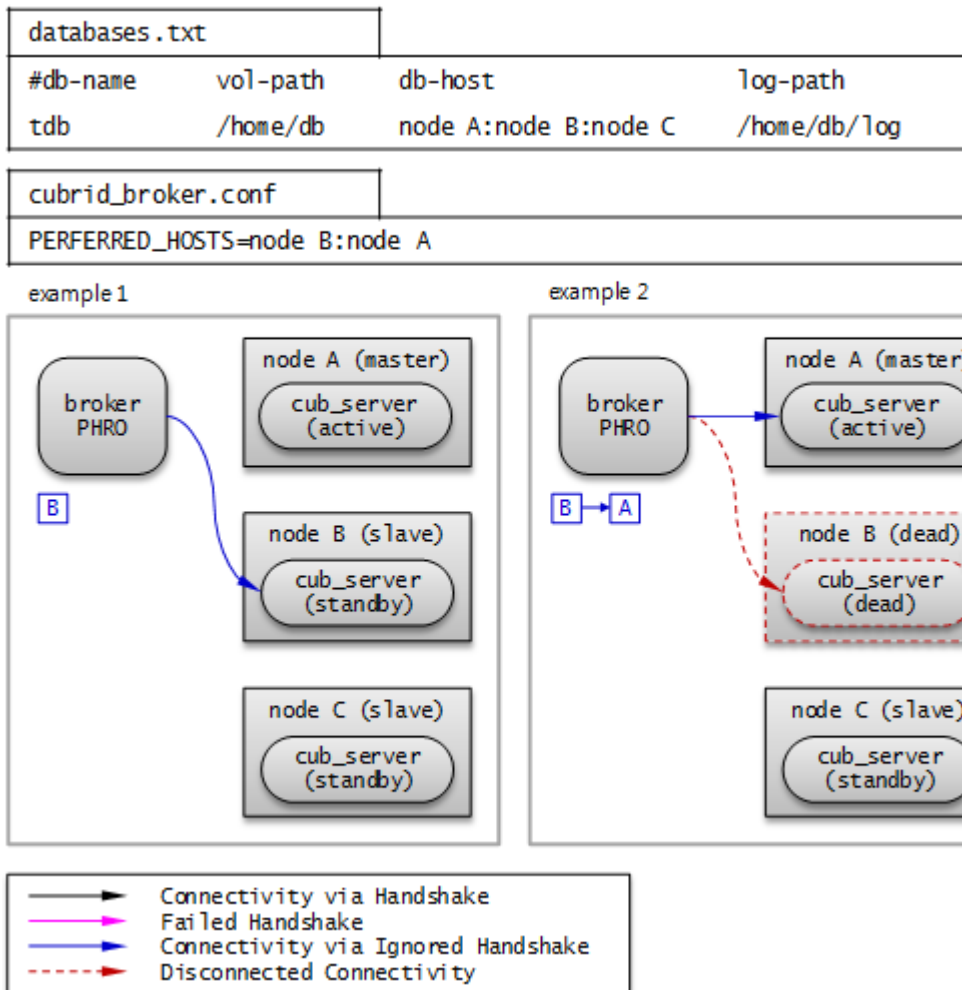 databases.txt
#db-name vol-path db-host log-path
tdb /home/db node A:node B:node C /home/db/log
cubrid_broker.conf
PERFERRED_HOSTS=node B:node A
example 1
broker
PHRO
B
node A (master)
cub_server
(active)
node B (slave)
cub_server
(standby)
node C (slave)
cub_server
(standby)
example 2
broker
PHRO
B A
node A (master)
cub_server
(active)
node B (dead)
cub_server
(dead)
node C (slave)
cub_server
(standby)
Connectivity via Handshake
Failed Handshake
Connectivity via Ignored Handshake
Disconnected Connectivity